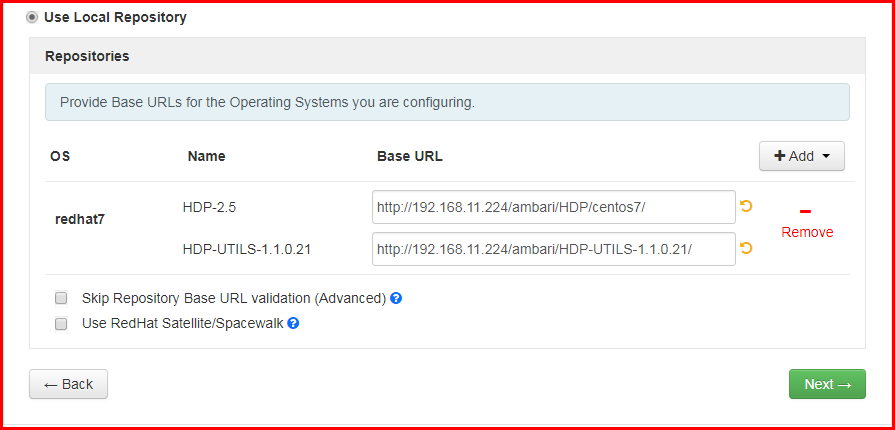 Use Local Repository
Repositories
Provide Base URLs for the Operating Systems you are configuring.
OS Name Base URL Add
redhat7
HDP-2.5 http://192.168.11.224/ambari/HDP/centos7/
HDP-UTILS-1.1.0.21 http://192.168.11.224/ambari/HDP-UTILS-1.1.0.21/
Remove
Skip Repository Base URL validation (Advanced) ?
Use RedHat Satellite/Spacewalk ?
← Back Next →